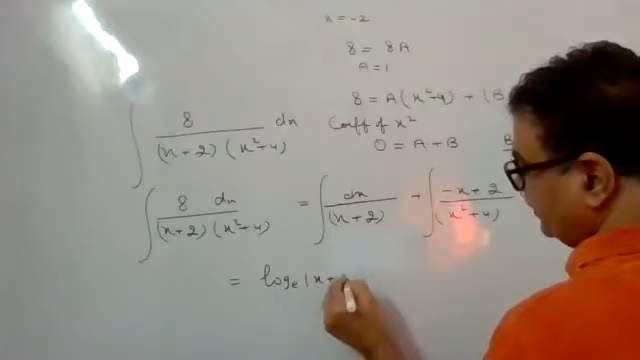 x = -2
8 = 8A
A = 1
8 = A(x²+4) + (B
∫ 8 / (x+2)(x²+4) dx
Coeff of x²
0 = A + B
B
∫ 8 dx / (x+2)(x²+4) = ∫ dx / (x+2) + ∫ -x+2 / (x²+4)
= logₑ |x+